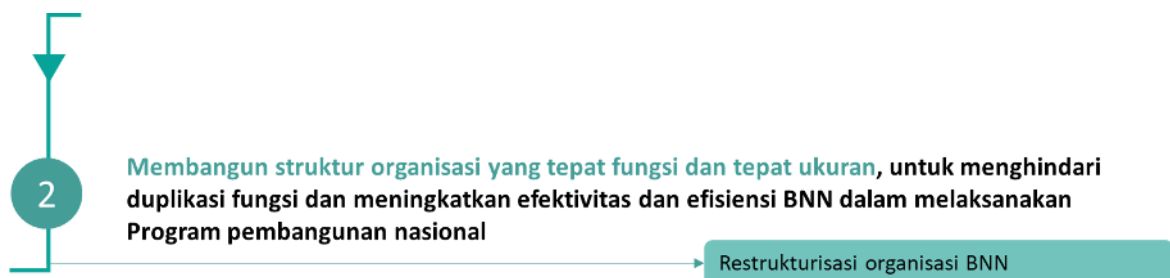 2
Membangun struktur organisasi yang tepat fungsi dan tepat ukuran, untuk menghindari
duplikasi fungsi dan meningkatkan efektivitas dan efisiensi BNN dalam melaksanakan
Program pembangunan nasional
Restrukturisasi organisasi BNN